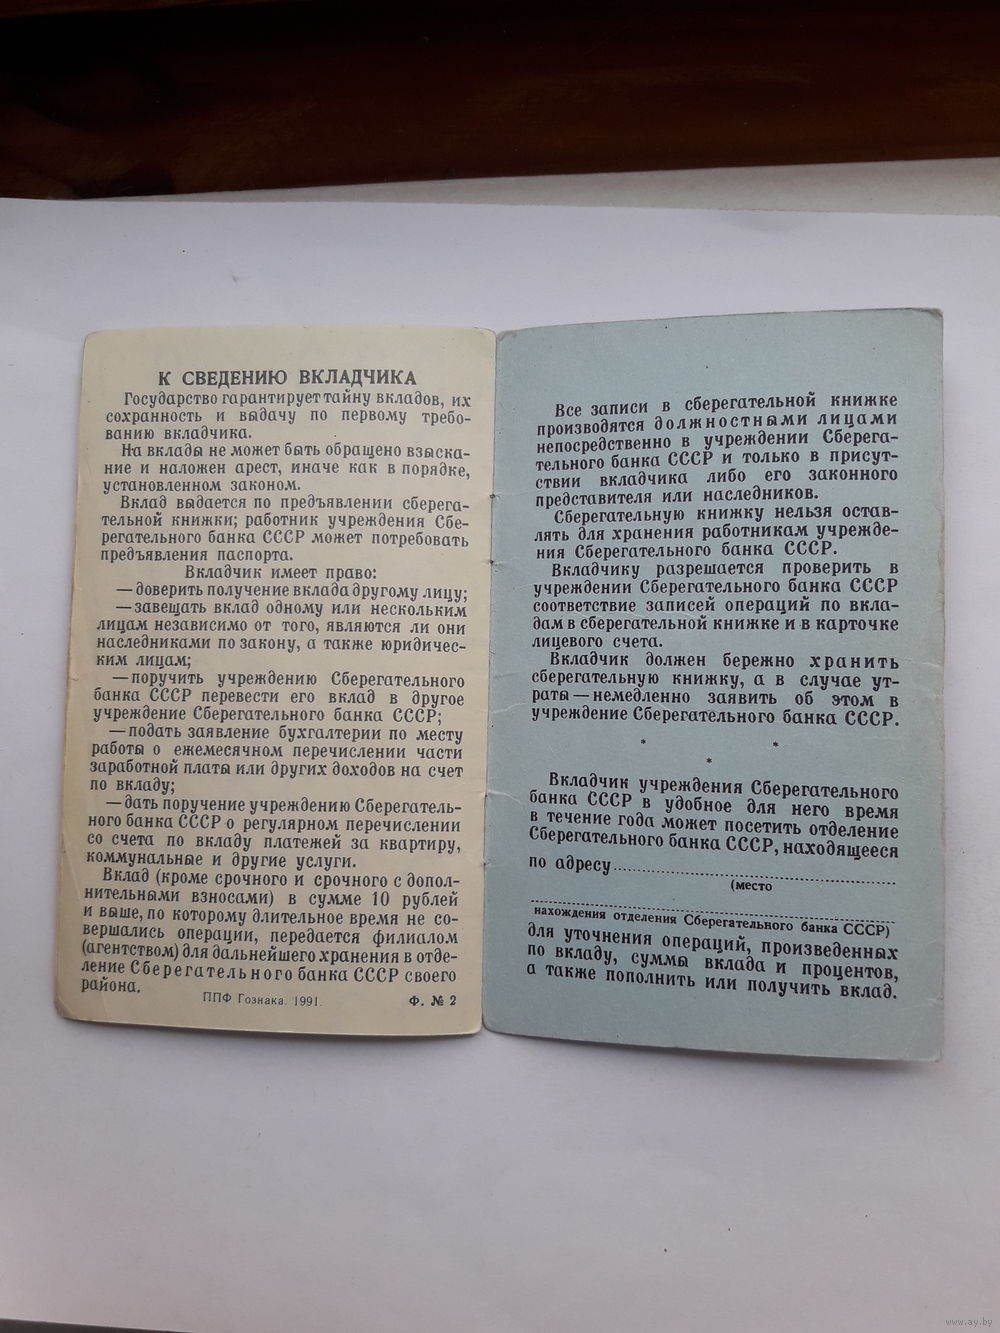 К СВЕДЕНИЮ ВКЛАДЧИКА
Государство гарантирует тайну вкладов, их
сохранность и выдачу по первому требо-
ванию вкладчика.
На вклады не может быть обращено взыска-
ние и наложен арест, иначе как в порядке,
установленном законом.
Вклад выдается по предъявлении сберега-
тельной книжки; работник учреждения Сбе-
регательного банка СССР может потребовать
предъявления паспорта.
Вкладчик имеет право:
—доверить получение вклада другому лицу;
—завещать вклад одному или нескольким
лицам независимо от того, являются ли они
наследниками по закону, а также юридичес-
ким лицам;
—поручить учреждению Сберегательного
банка СССР перевести его вклад в другое
учреждение Сберегательного банка СССР;
—подать заявление бухгалтерии по месту
работы о ежемесячном перечислении части
заработной платы или других доходов на счет
по вкладу;
—дать поручение учреждению Сберегатель-
ного банка СССР о регулярном перечислении
со счета по вкладу платежей за квартиру,
коммунальные и другие услуги.
Вклад (кроме срочного и срочного с допол-
нительными взносами) в сумме 10 рублей
и выше, по которому длительное время не со-
вершались операции, передается филиалом
(агентством) для дальнейшего хранения в отде-
ление Сберегательного банка СССР своего
района.
ППФ Гознака. 1991. Ф. № 2
Все записи в сберегательной книжке
производятся должностными лицами
непосредственно в учреждении Сберега-
тельного банка СССР и только в присут-
ствии вкладчика либо его законного
представителя или наследников.
Сберегательную книжку нельзя остав-
лять для хранения работникам учрежде-
ния Сберегательного банка СССР.
Вкладчику разрешается проверить в
учреждении Сберегательного банка СССР
соответствие записей операций по вкла-
дам в сберегательной книжке и в карточке
лицевого счета.
Вкладчик должен бережно хранить
сберегательную книжку, а в случае ут-
раты—немедленно заявить об этом в
учреждение Сберегательного банка СССР.
* *
*
Вкладчик учреждения Сберегательного
банка СССР в удобное для него время
в течение года может посетить отделение
Сберегательного банка СССР, находящееся
по адресу
(место
нахождения отделения Сберегательного банка СССР)
для уточнения операций, произведенных
по вкладу, суммы вклада и процентов,
а также пополнить или получить вклад.
www.ay.by